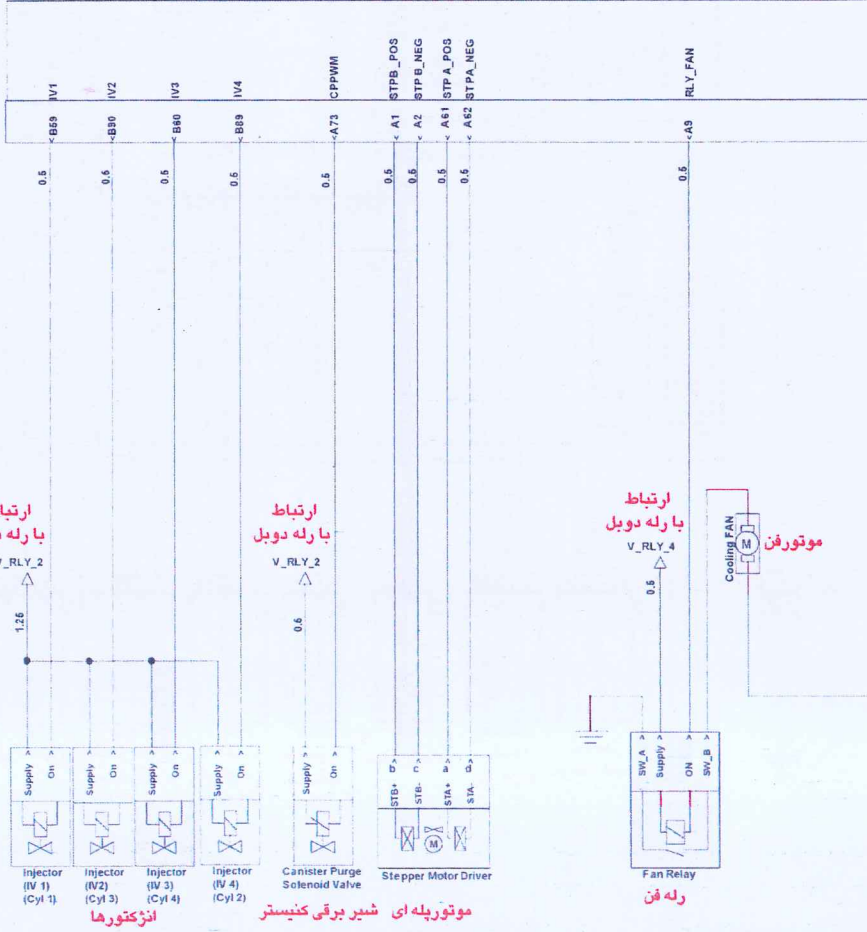 IV1
IV2
IV3
IV4
CPPWM
STPB_POS
STPB_NEG
STPA_POS
STPA_NEG
RLY_FAN
<B59
<B90
<B60
<B89
<A73
<A1
<A2
<A61
<A62
<A9
0.5
0.5
0.5
0.5
0.5
0.5
0.5
0.5
0.5
0.5
با رله
V_RLY_2
1.25
ارتباط
با رله دوبل
V_RLY_2
0.5
ارتباط
با رله دوبل
V_RLY_4
0.5
Cooling FAN
M
موتورفن
Supply
On
Supply
On
Supply
On
Supply
On
Supply
On
b
c
a
d
STB+
STB-
STA+
STA-
M
SW_A
Supply
ON
SW_B
Injector
(IV 1)
(Cyl 1)
Injector
(IV2)
(Cyl 3)
Injector
(IV 3)
(Cyl 4)
Injector
(IV 4)
(Cyl 2)
Canister Purge
Solenoid Valve
Stepper Motor Driver
Fan Relay
انژکتورها
شیر برقی کنیستر
موتورپله ای
رله فن